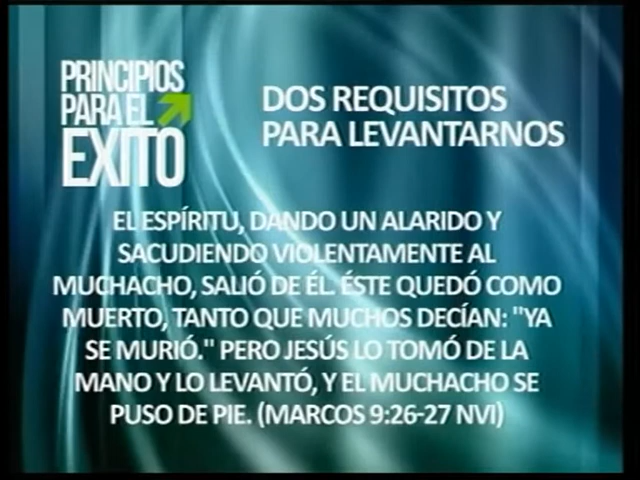 PRINCIPIOS
PARA EL
EXITO
DOS REQUISITOS
PARA LEVANTARNOS
EL ESPÍRITU, DANDO UN ALARIDO Y
SACUDIENDO VIOLENTAMENTE AL
MUCHACHO, SALIÓ DE ÉL. ÉSTE QUEDÓ COMO
MUERTO, TANTO QUE MUCHOS DECÍAN: "YA
SE MURIÓ." PERO JESÚS LO TOMÓ DE LA
MANO Y LO LEVANTÓ, Y EL MUCHACHO SE
PUSO DE PIE. (MARCOS 9:26-27 NVI)